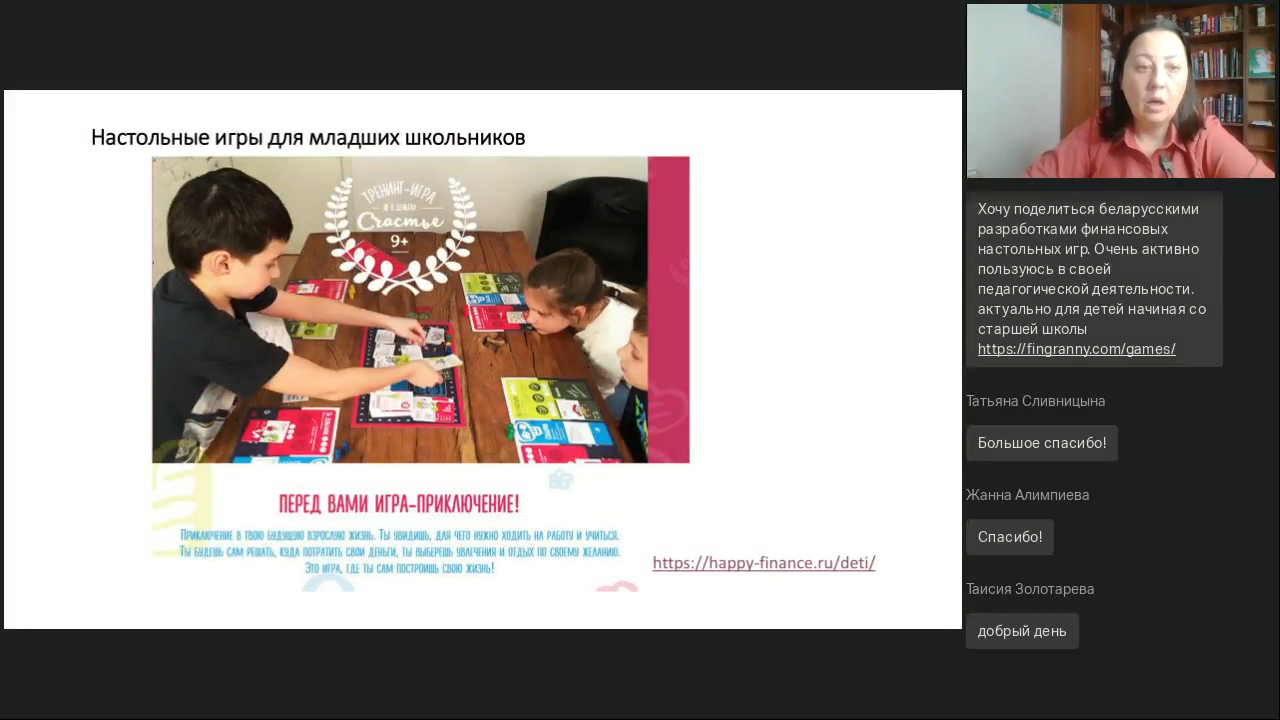 Настольные игры для младших школьников
ТРЕНИНГ-ИГРА
НЕ О ДЕНЬГАХ
Счастье
9+
ПЕРЕД ВАМИ ИГРА-ПРИКЛЮЧЕНИЕ!
Приключение в твою будущую взрослую жизнь. Ты увидишь, для чего нужно ходить на работу и учиться.
Ты будешь сам решать, куда потратить свои деньги, ты выберешь увлечения и отдых по своему желанию.
Это игра, где ты сам построишь свою жизнь!
https://happy-finance.ru/deti/
Хочу поделиться беларусскими
разработками финансовых
настольных игр. Очень активно
пользуюсь в своей
педагогической деятельности.
актуально для детей начиная со
старшей школы
https://fingranny.com/games/
Татьяна Сливницына
Большое спасибо!
Жанна Алимпиева
Спасибо!
Таисия Золотарева
добрый день